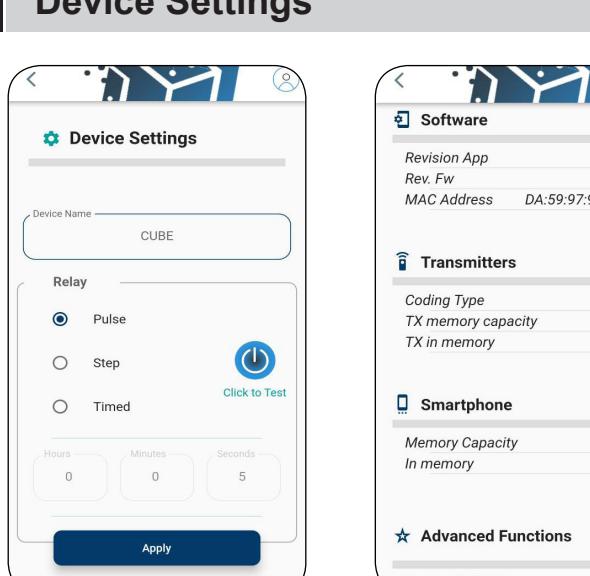 Device Settings
Device Settings
Device Name
CUBE
Relay
Pulse
Step
Timed
Click to Test
Hours
Minutes
Seconds
0
0
5
Apply
Software
Revision App
Rev. Fw
MAC Address DA:59:97:9
Transmitters
Coding Type
TX memory capacity
TX in memory
Smartphone
Memory Capacity
In memory
Advanced Functions